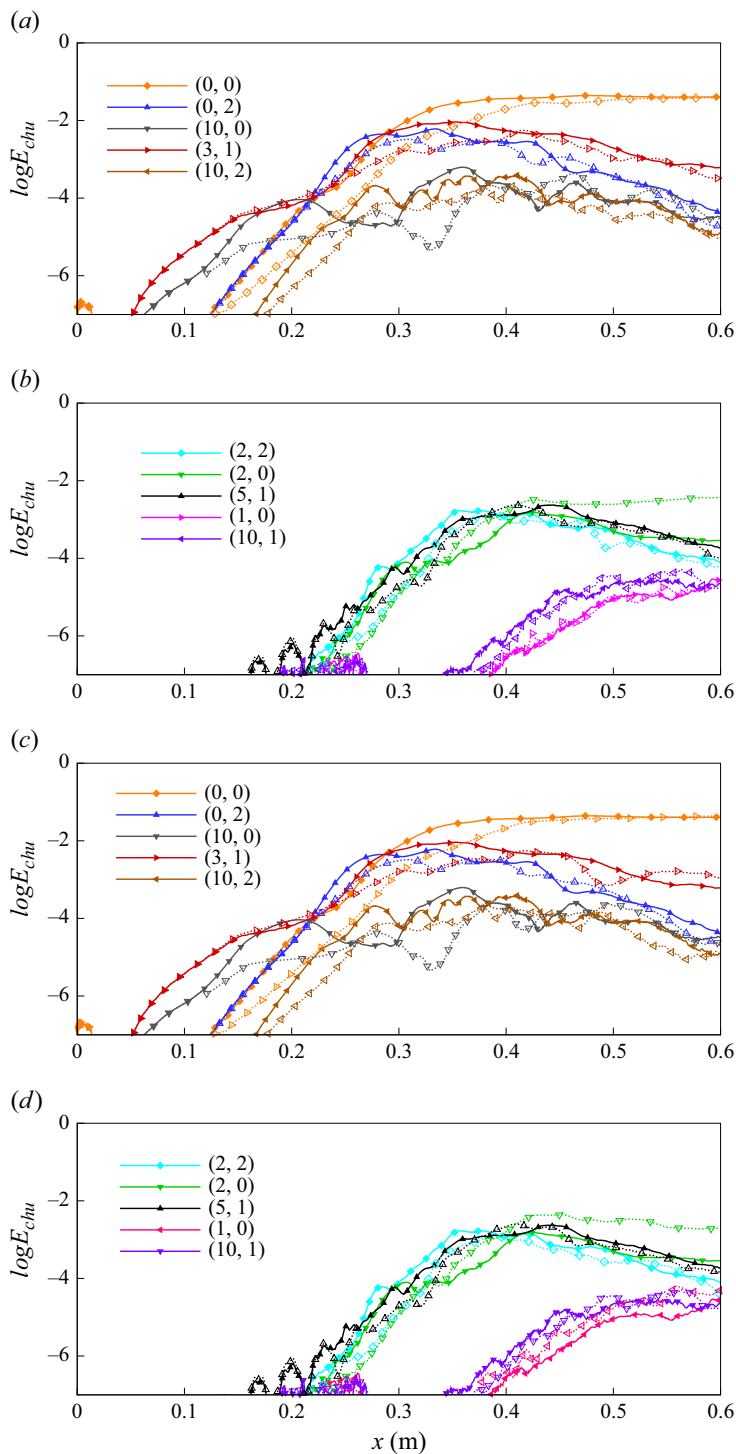 (a)
0
−2
−4
−6
logE_chu
(0, 0)
(0, 2)
(10, 0)
(3, 1)
(10, 2)
0 0.1 0.2 0.3 0.4 0.5 0.6
(b)
0
−2
−4
−6
logE_chu
(2, 2)
(2, 0)
(5, 1)
(1, 0)
(10, 1)
0 0.1 0.2 0.3 0.4 0.5 0.6
(c)
0
−2
−4
−6
logE_chu
(0, 0)
(0, 2)
(10, 0)
(3, 1)
(10, 2)
0 0.1 0.2 0.3 0.4 0.5 0.6
(d)
0
−2
−4
−6
logE_chu
(2, 2)
(2, 0)
(5, 1)
(1, 0)
(10, 1)
0 0.1 0.2 0.3 0.4 0.5 0.6
x (m)